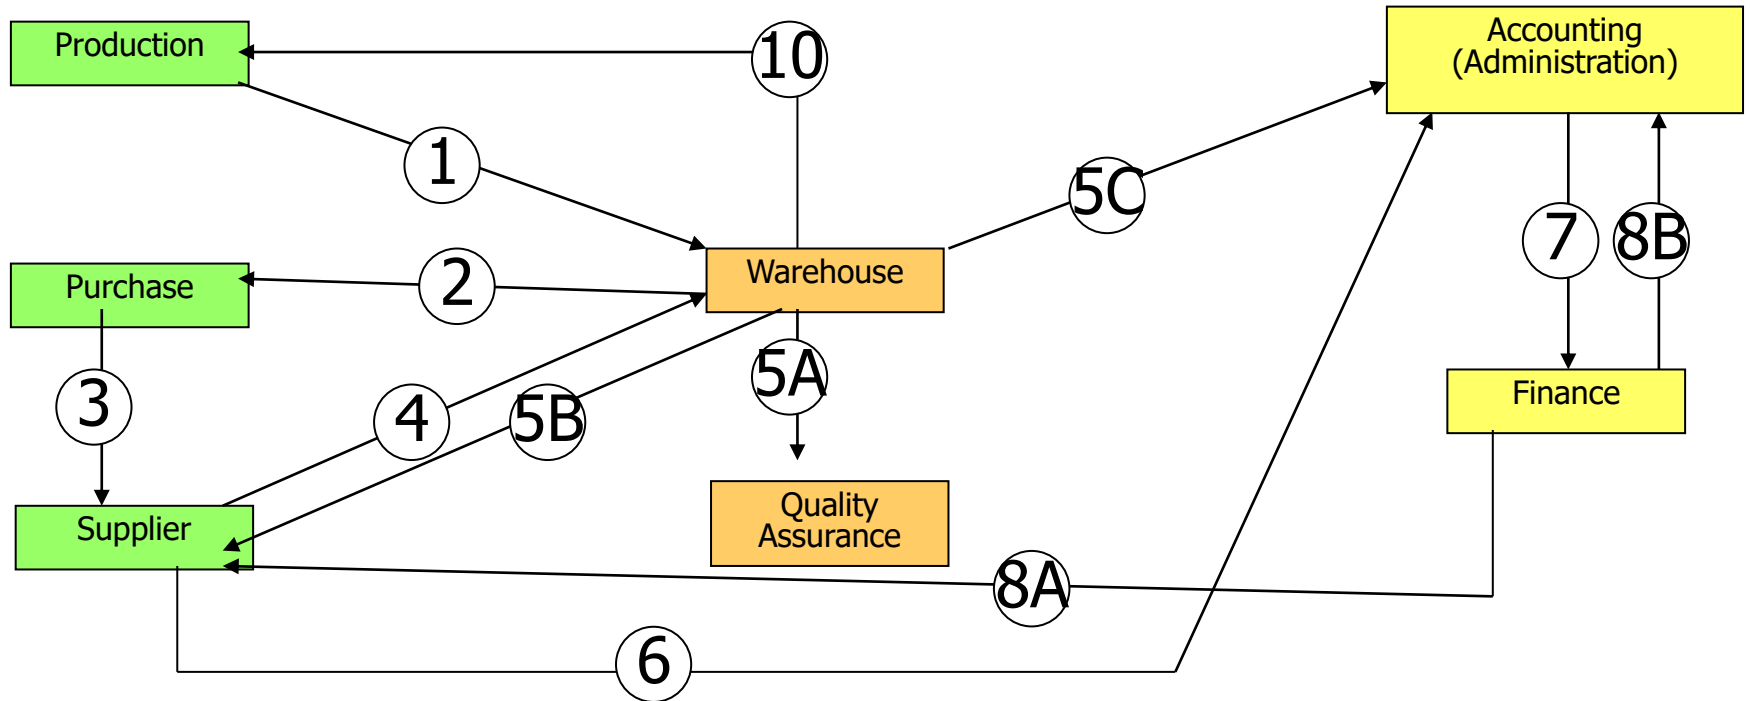 Production
10
Accounting
(Administration)
1
5C
Purchase
2
Warehouse
7
8B
3
4
5B
5A
Finance
Supplier
Quality
Assurance
8A
6